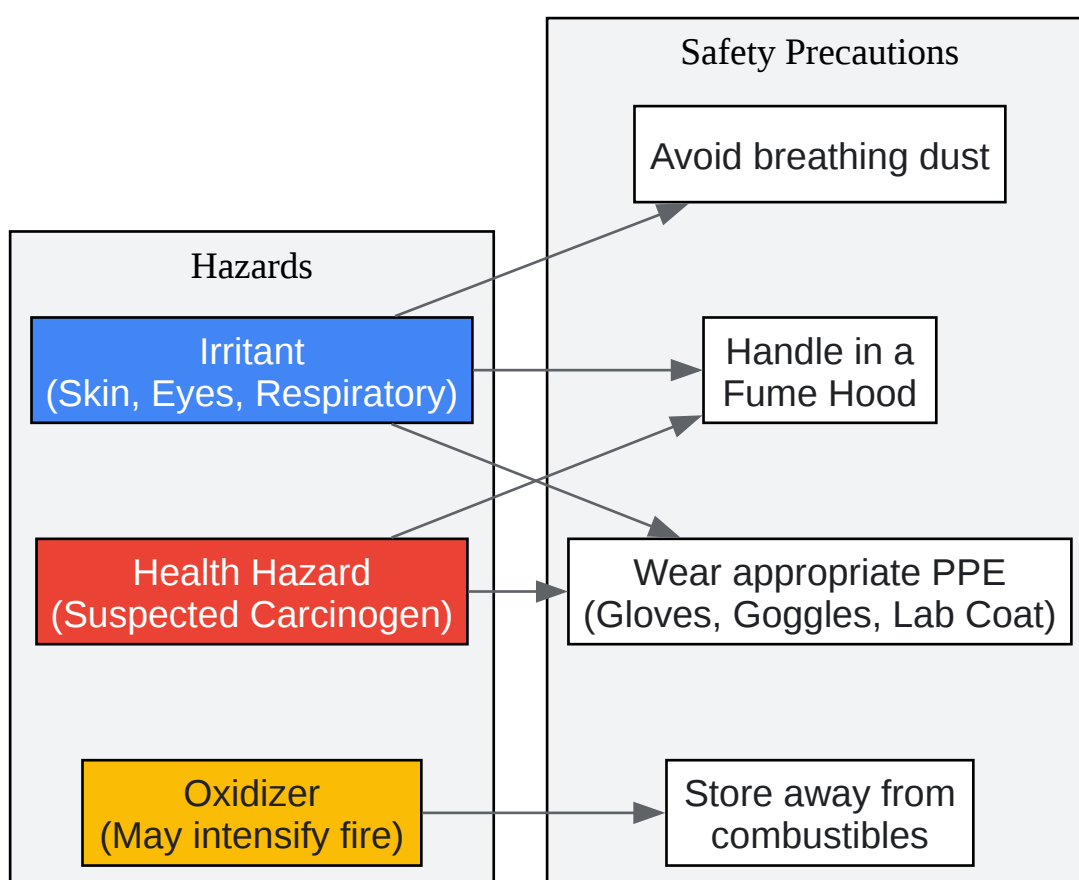 Safety Precautions
Avoid breathing dust
Hazards
Irritant
(Skin, Eyes, Respiratory)
Handle in a
Fume Hood
Health Hazard
(Suspected Carcinogen)
Wear appropriate PPE
(Gloves, Goggles, Lab Coat)
Oxidizer
(May intensify fire)
Store away from
combustibles